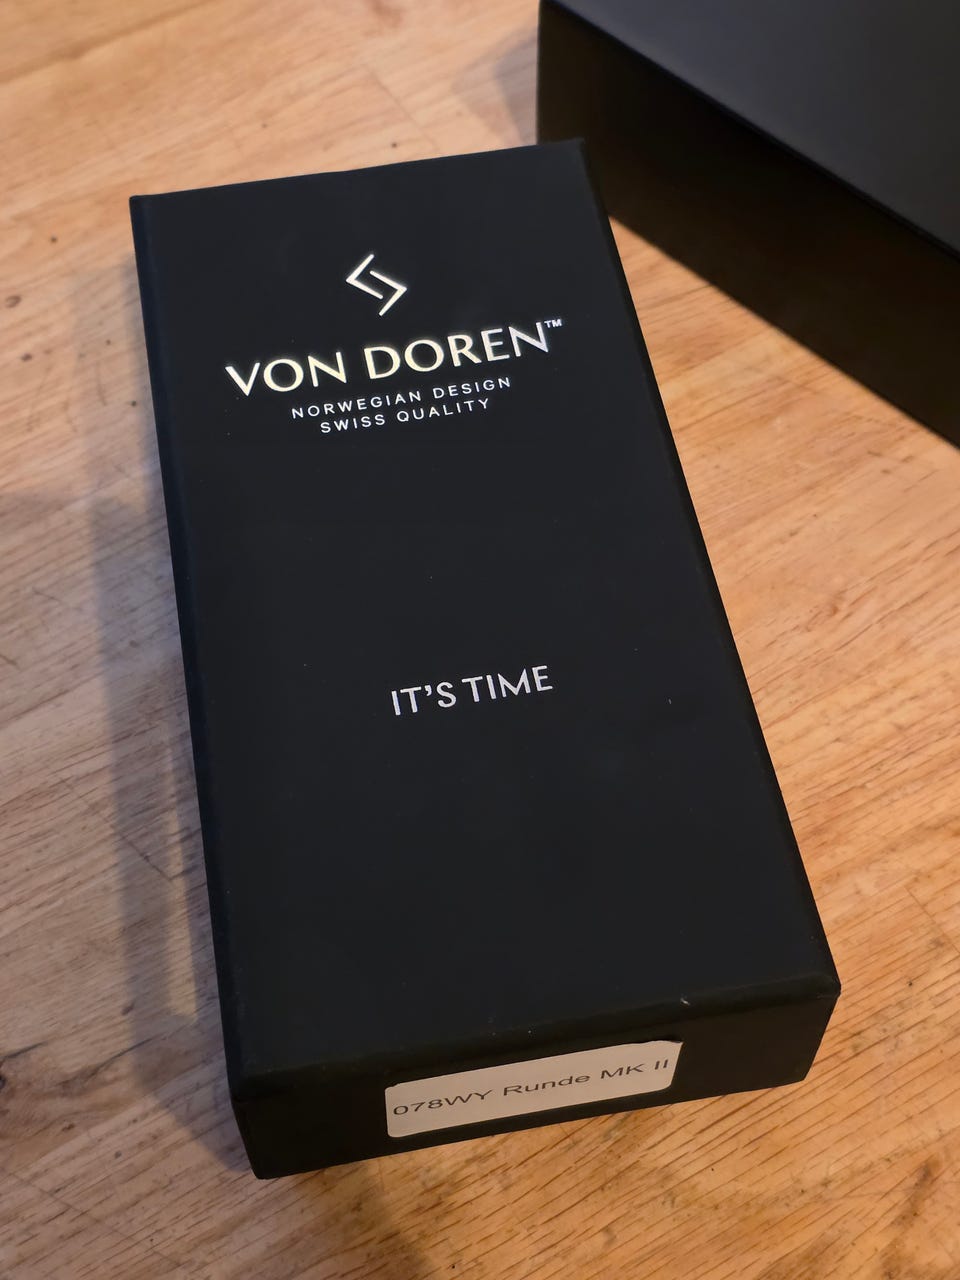 VON DOREN™
NORWEGIAN DESIGN
SWISS QUALITY
IT'S TIME
078WY Runde MK II